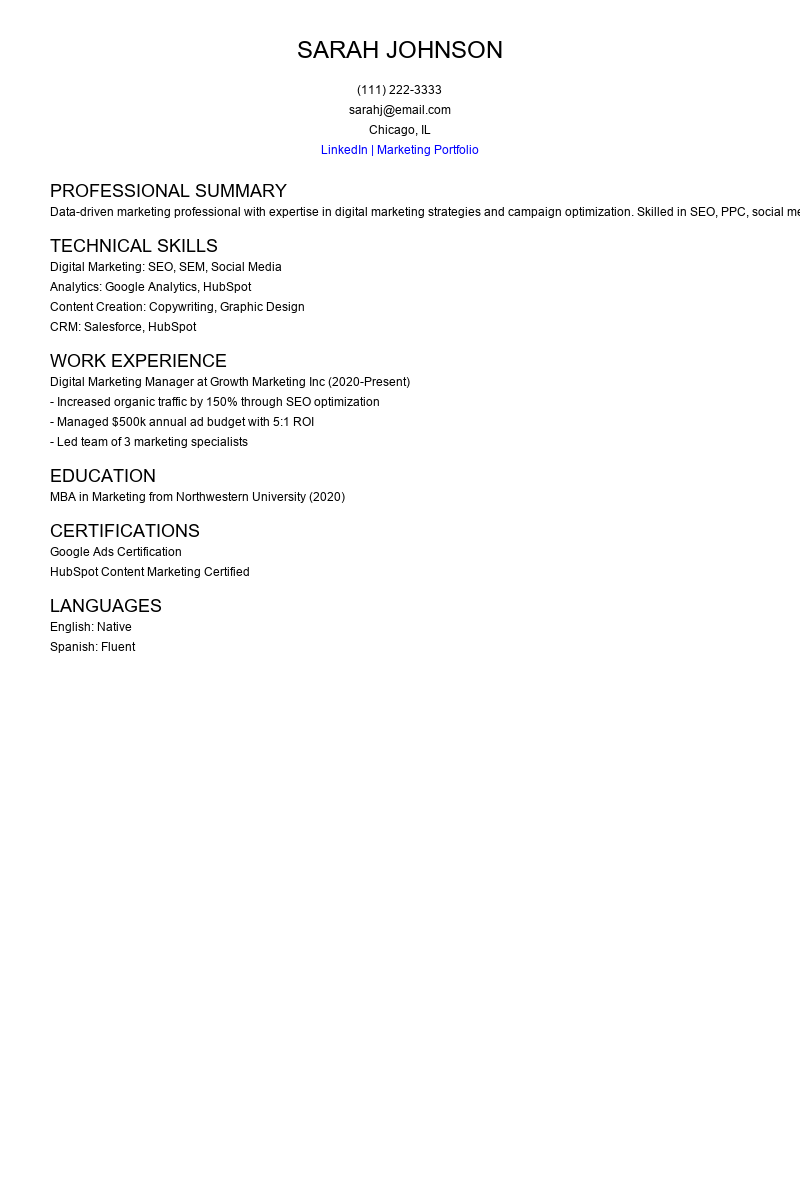 SARAH JOHNSON
(111) 222-3333
sarahj@email.com
Chicago, IL
LinkedIn | Marketing Portfolio
PROFESSIONAL SUMMARY
Data-driven marketing professional with expertise in digital marketing strategies and campaign optimization. Skilled in SEO, PPC, social
TECHNICAL SKILLS
Digital Marketing: SEO, SEM, Social Media
Analytics: Google Analytics, HubSpot
Content Creation: Copywriting, Graphic Design
CRM: Salesforce, HubSpot
WORK EXPERIENCE
Digital Marketing Manager at Growth Marketing Inc (2020-Present)
- Increased organic traffic by 150% through SEO optimization
- Managed $500k annual ad budget with 5:1 ROI
- Led team of 3 marketing specialists
EDUCATION
MBA in Marketing from Northwestern University (2020)
CERTIFICATIONS
Google Ads Certification
HubSpot Content Marketing Certified
LANGUAGES
English: Native
Spanish: Fluent